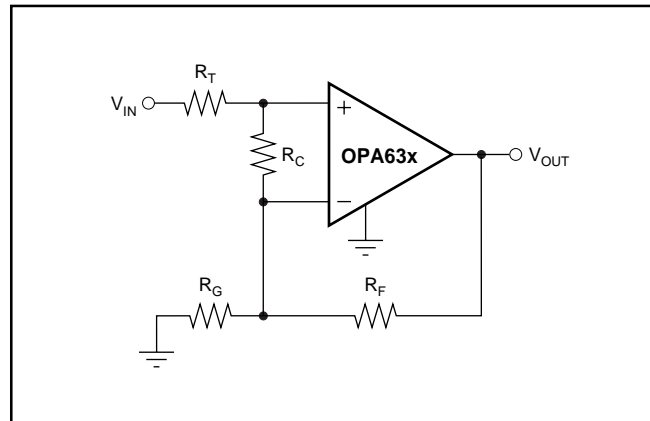 R_T
V_IN
+
R_C
OPA63x
V_OUT
−
R_G
R_F